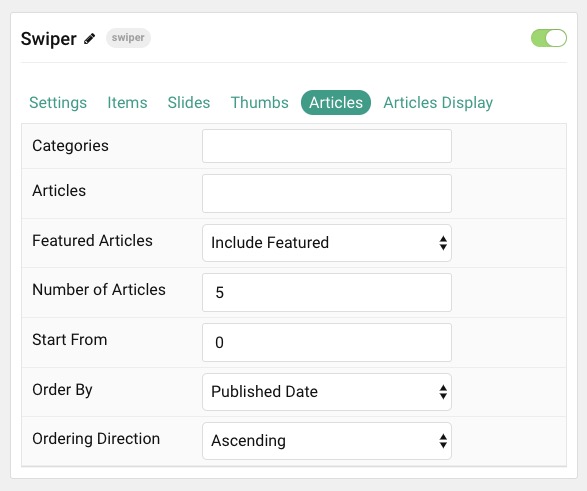 Swiper swiper
Settings Items Slides Thumbs Articles Articles Display
Categories
Articles
Featured Articles Include Featured
Number of Articles 5
Start From 0
Order By Published Date
Ordering Direction Ascending